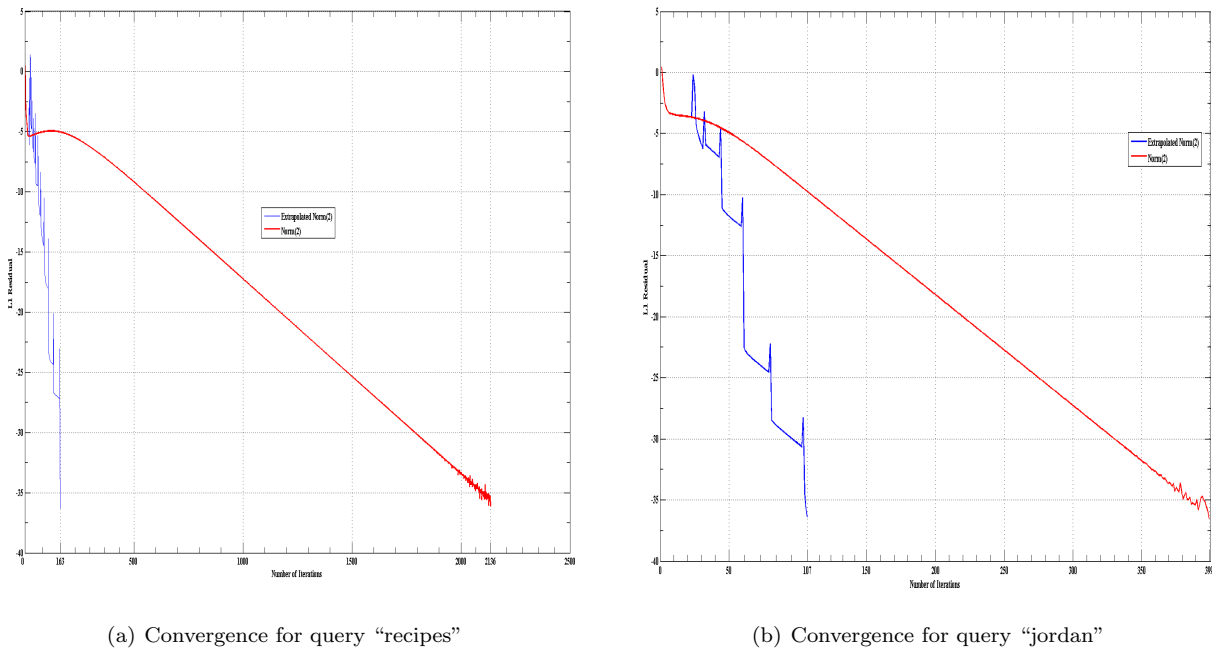 5
0
-5
-10
-15
-20
-25
-30
-35
-40
L1 Residual
0 163 500 1000 1500 2000 2136 2500
Number of Iterations
Extrapolated Norm(2)
Norm(2)
(a) Convergence for query “recipes”
5
0
-5
-10
-15
-20
-25
-30
-35
-40
L1 Residual
0 50 107 150 200 250 300 350 399
Number of Iterations
Extrapolated Norm(2)
Norm(2)
(b) Convergence for query “jordan”